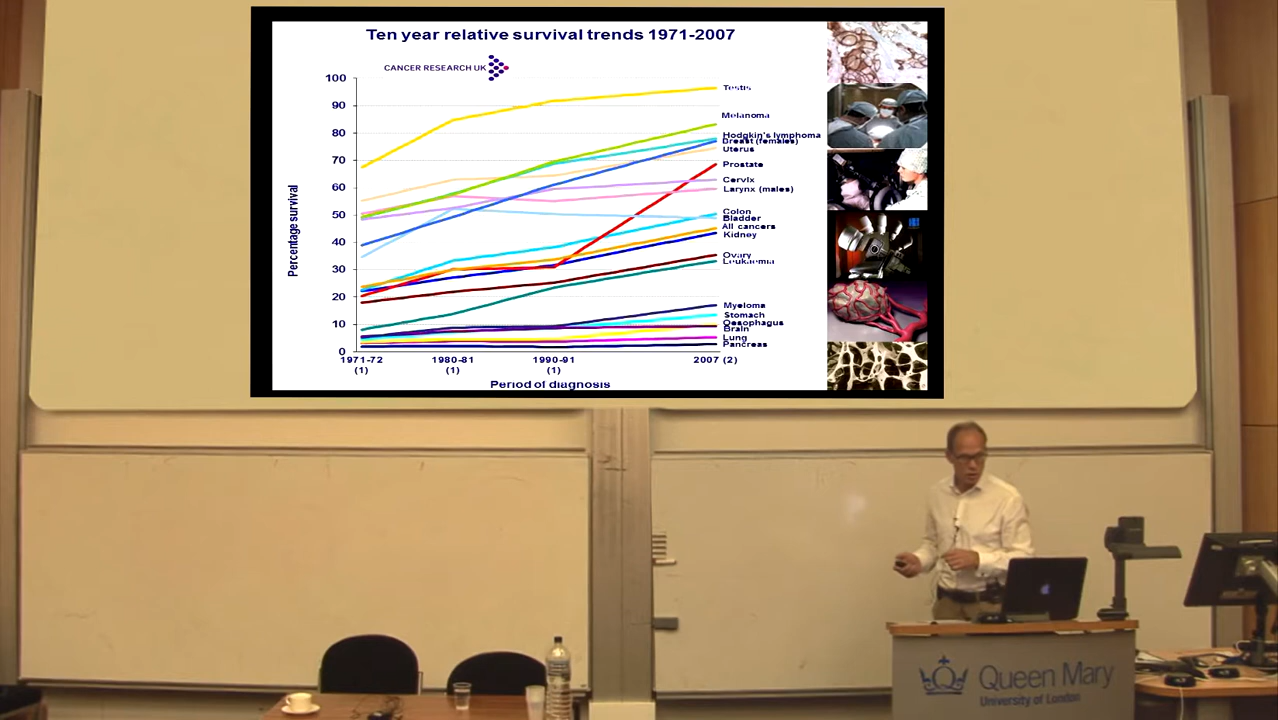 Ten year relative survival trends 1971-2007
CANCER RESEARCH UK
100
90
80
70
60
50
40
30
20
10
0
Percentage survival
Testis
Melanoma
Hodgkin's lymphoma
Breast (females)
Uterus
Prostate
Cervix
Larynx (males)
Colon
Bladder
All cancers
Kidney
Ovary
Leukaemia
Myeloma
Stomach
Oesophagus
Brain
Lung
Pancreas
1971-72 1980-81 1990-91 2007 (2)
(1) (1) (1)
Period of diagnosis
Queen Mary
University of London